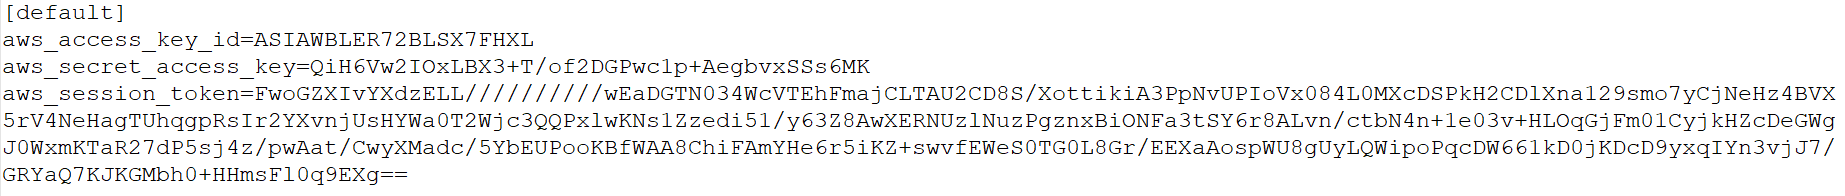 [default]
aws_access_key_id=ASIAWBLER72BLSX7FHXL
aws_secret_access_key=QiH6Vw2IOxLBX3+T/of2DGPwc1p+AegbvxSSs6MK
aws_session_token=FwoGZXIvYXdzELL//////////wEaDGTN034WcVTEhFmajCLTAU2CD8S/XottikiA3PpNvUPIoVx084L0MXcDSPkH2CDlXna129smo7yCjNeHz4BVX
5rV4NeHagTUhqgpRsIr2YXvnjUsHYWa0T2Wjc3QQPxlwKNs1Zzedi51/y63Z8AwXERNUzlNuzPgznxBiONFa3tSY6r8ALvn/ctbN4n+1e03v+HLOqGjFm01CyjkHZcDeGWg
J0WxmKTaR27dP5sj4z/pwAat/CwyXMadc/5YbEUPooKBfWAA8ChiFAmYHe6r5iKZ+swvfEWeS0TG0L8Gr/EEXaAospWU8gUyLQWipoPqcDW661kD0jKDcD9yxqIYn3vjJ7/
GRYaQ7KJKGMbh0+HHmsFl0q9EXg==